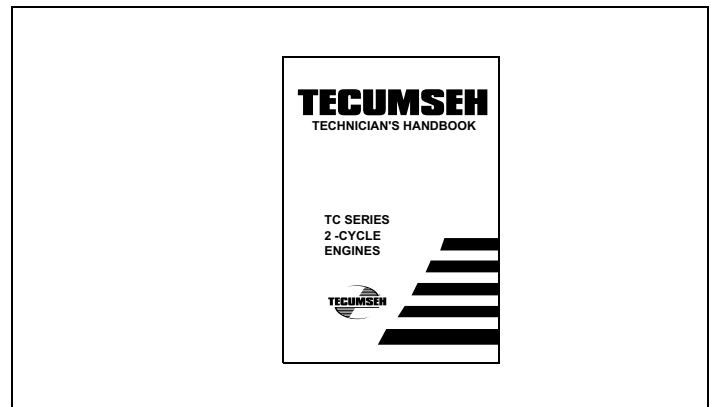 TECUMSEH
TECHNICIAN'S HANDBOOK
TC SERIES
2 -CYCLE
ENGINES
TECUMSEH